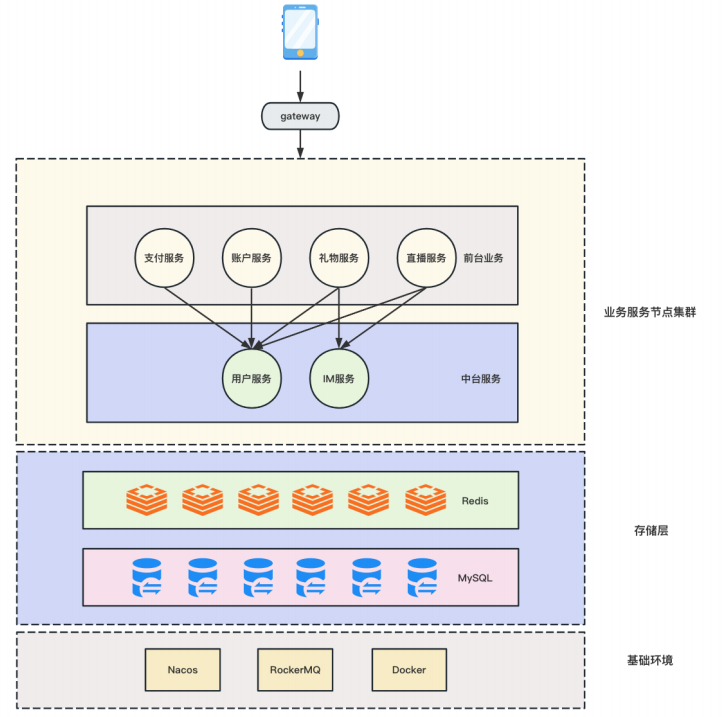 gateway
支付服务
账户服务
礼物服务
直播服务
前台业务
业务服务节点集群
用户服务
IM服务
中台服务
Redis
存储层
MySQL
基础环境
Nacos
RockerMQ
Docker